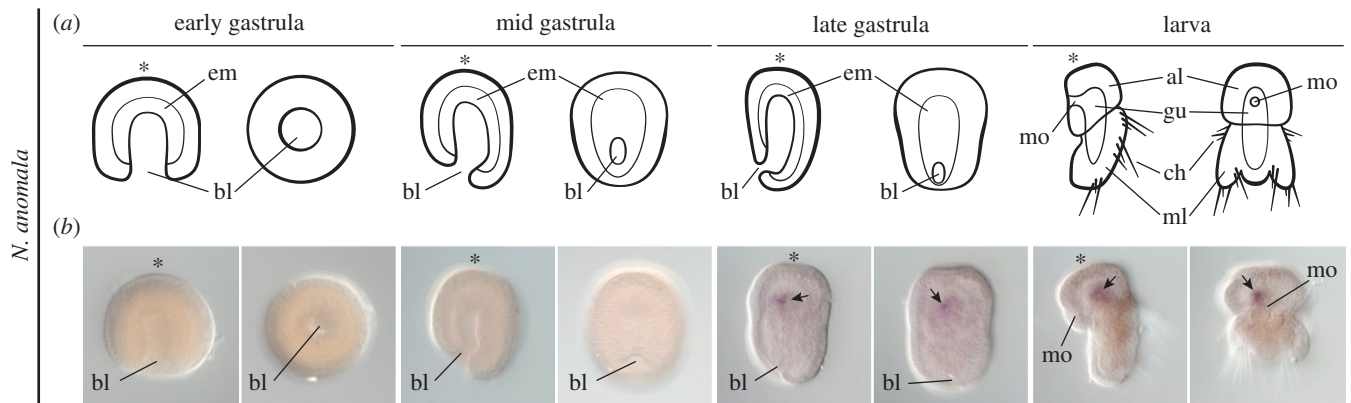 N. anomala
(a) early gastrula mid gastrula late gastrula larva
* * * *
em em em al mo
mo gu
bl bl bl bl bl ch
ml
(b)
* * * *
mo
mo
bl bl bl bl bl bl